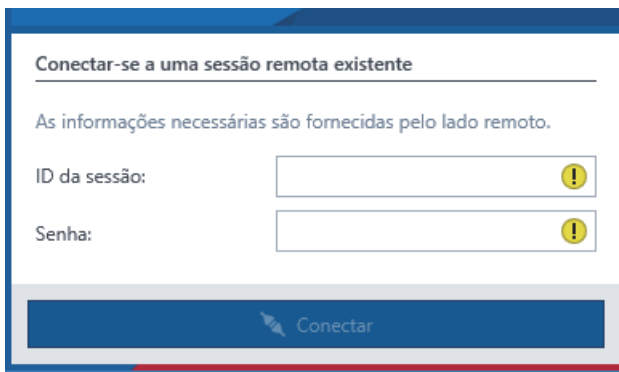 Conectar-se a uma sessão remota existente
As informações necessárias são fornecidas pelo lado remoto.
ID da sessão:
Senha:
Conectar